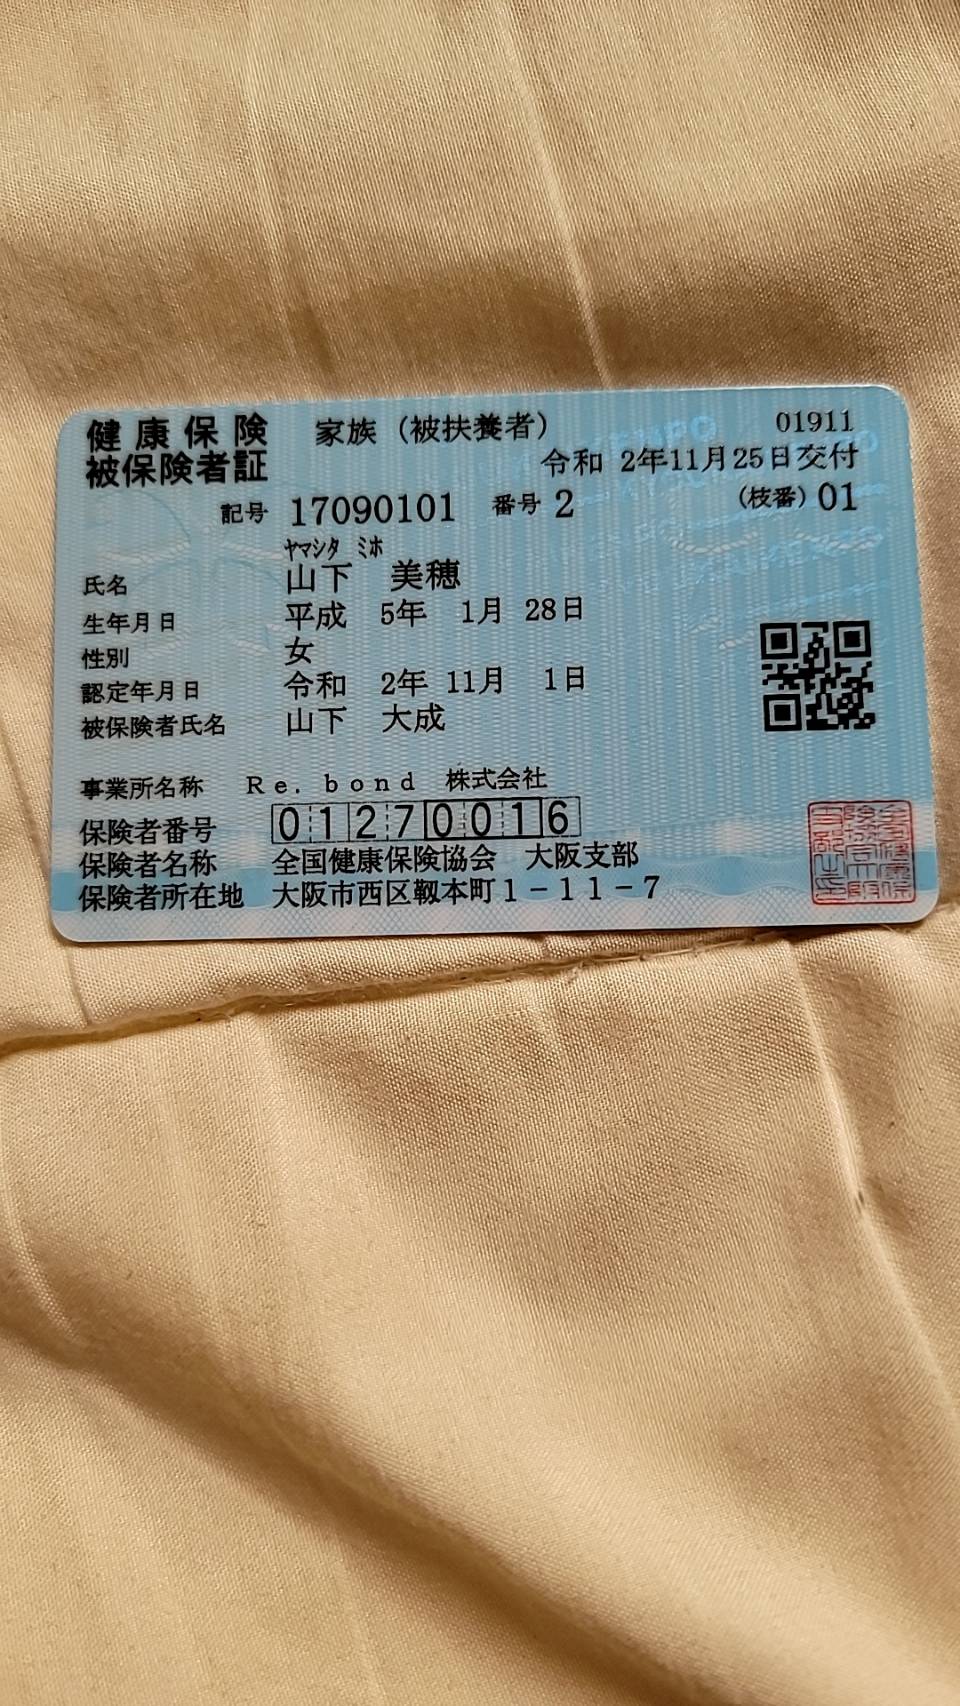 健康保険 家族（被扶養者） 01911
被保険者証 令和 2年11月25日交付
記号 17090101 番号 2 （枝番）01
ヤマシタ ミホ
氏名 山下 美穂
生年月日 平成 5年 1月 28日
性別 女
認定年月日 令和 2年 11月 1日
被保険者氏名 山下 大成
事業所名称 Ｒｅ．ｂｏｎｄ 株式会社
保険者番号 01270016
保険者名称 全国健康保険協会 大阪支部
保険者所在地 大阪市西区靱本町１－１１－７